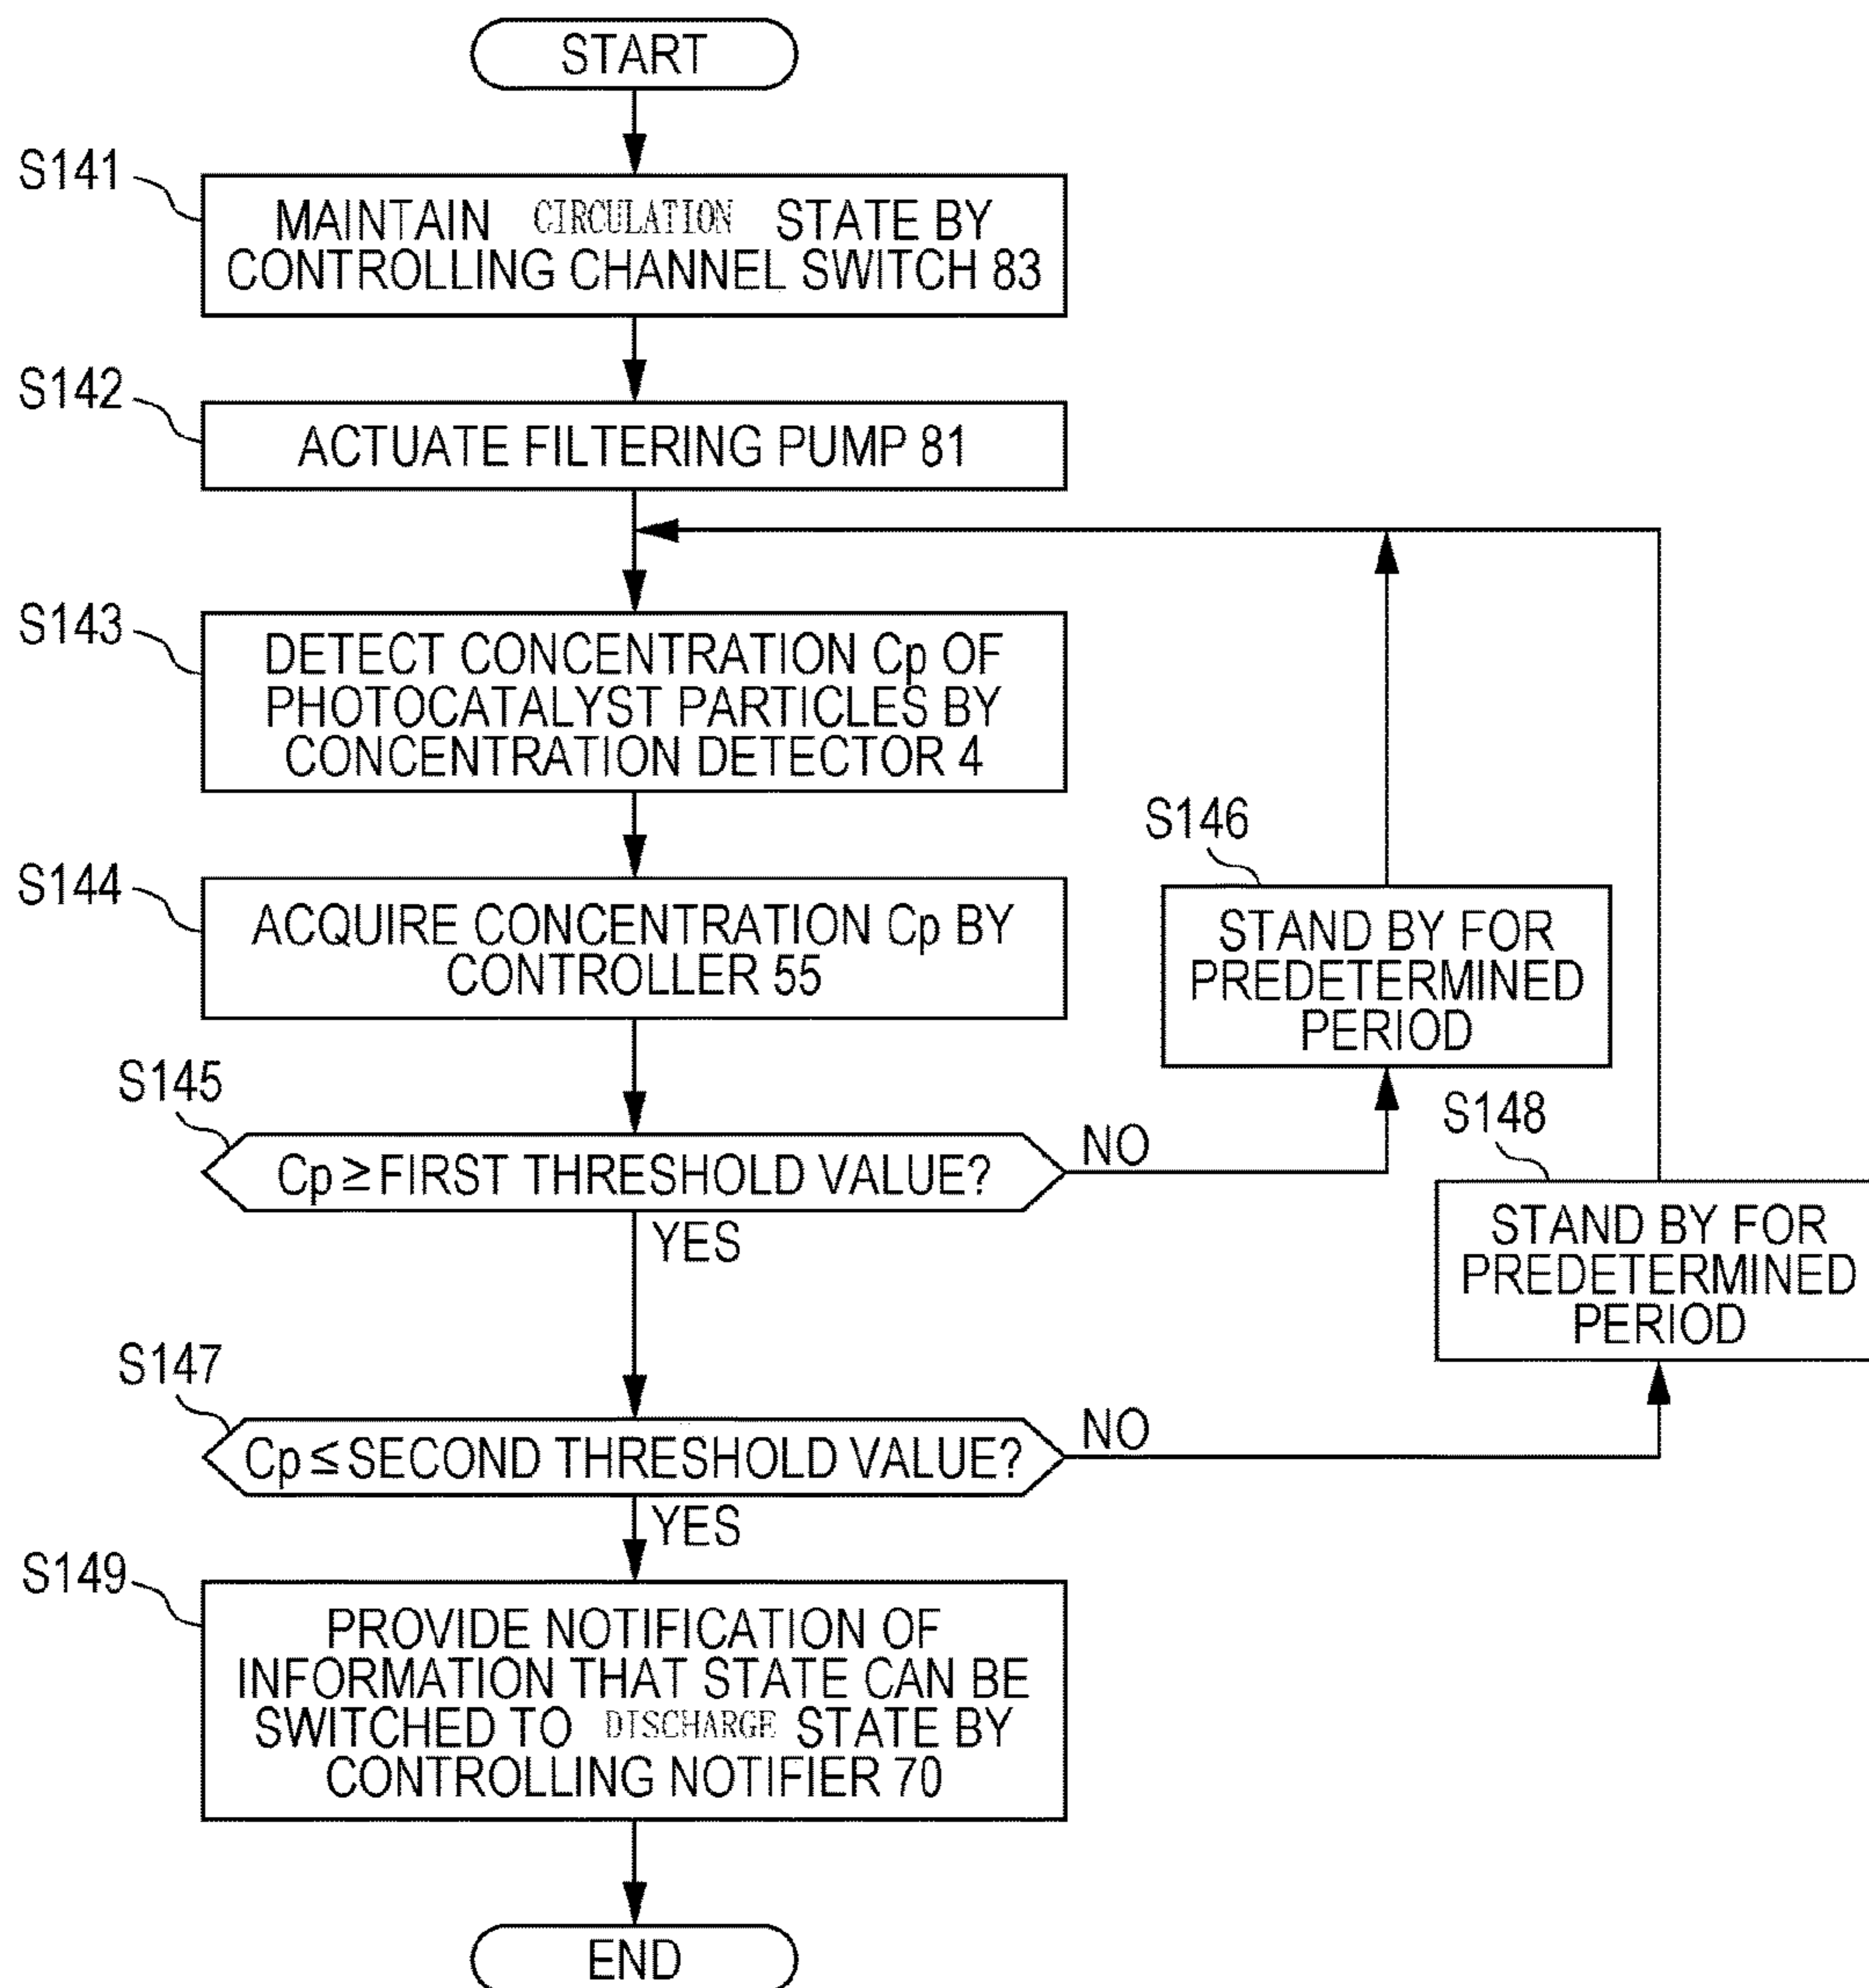 START
S141
MAINTAIN CIRCULATION STATE BY
CONTROLLING CHANNEL SWITCH 83
S142
ACTUATE FILTERING PUMP 81
S143
DETECT CONCENTRATION Cp OF
PHOTOCATALYST PARTICLES BY
CONCENTRATION DETECTOR 4
S144
ACQUIRE CONCENTRATION Cp BY
CONTROLLER 55
S145
Cp ≥ FIRST THRESHOLD VALUE?
NO
YES
S146
STAND BY FOR
PREDETERMINED
PERIOD
S147
Cp ≤ SECOND THRESHOLD VALUE?
NO
YES
S148
STAND BY FOR
PREDETERMINED
PERIOD
S149
PROVIDE NOTIFICATION OF
INFORMATION THAT STATE CAN BE
SWITCHED TO DISCHARGE STATE BY
CONTROLLING NOTIFIER 70
END